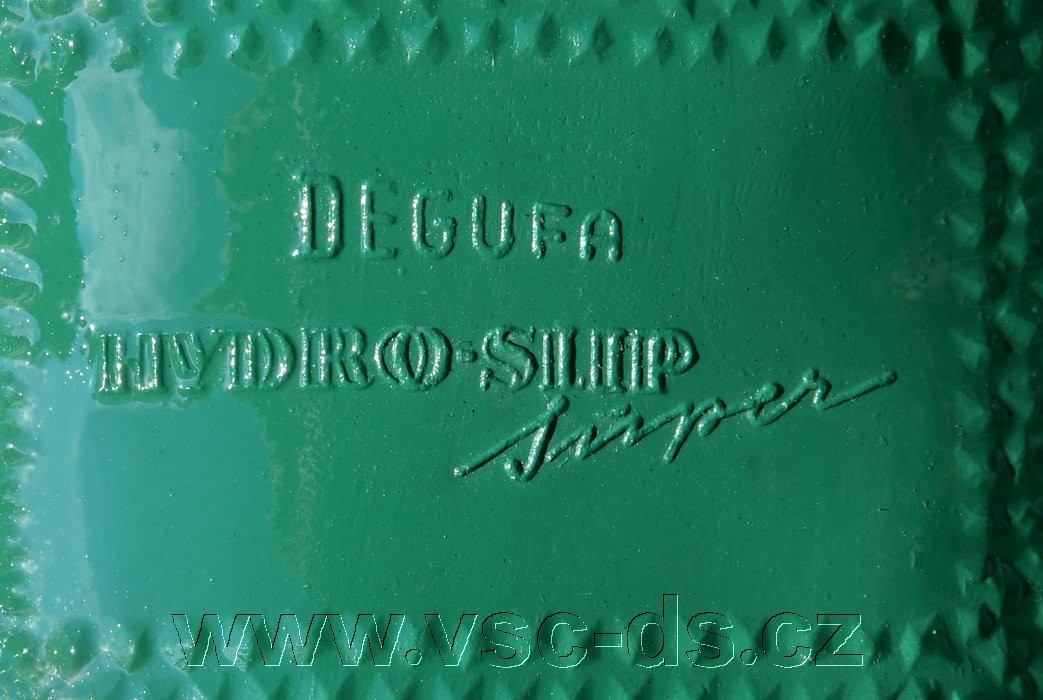 DEGUFA
HYDRO-SLIP
Super
www.vsc-ds.cz